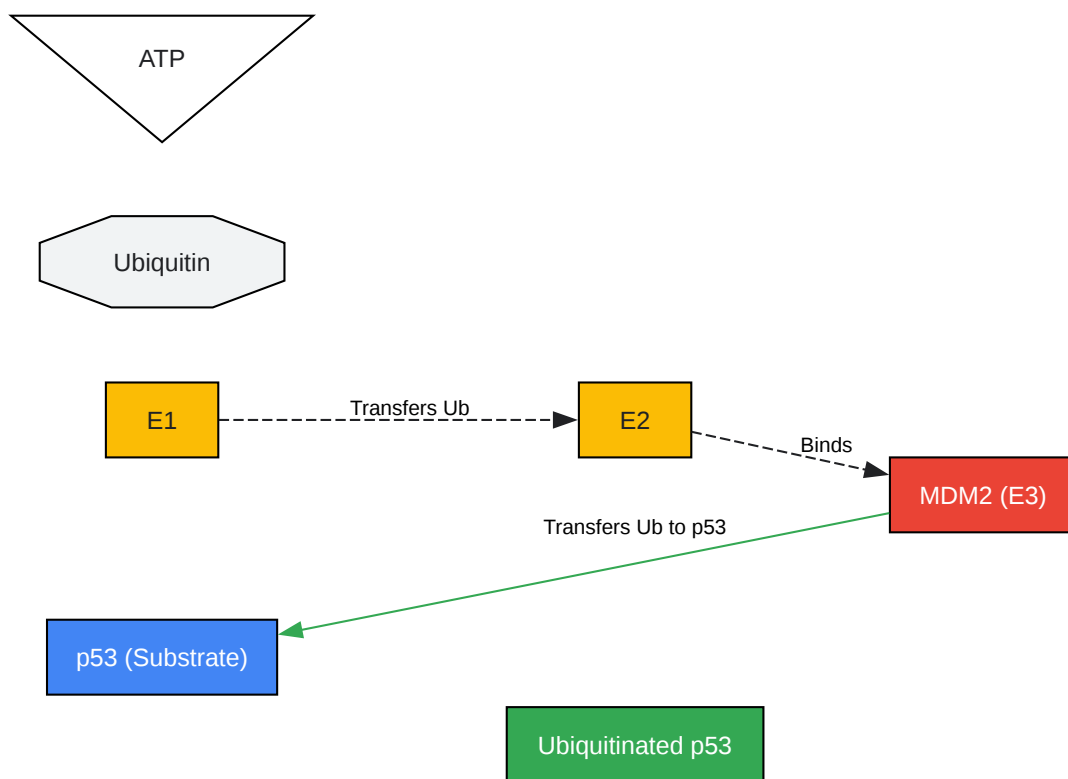 ATP
Ubiquitin
Transfers Ub
E1
E2
Binds
MDM2 (E3)
Transfers Ub to p53
p53 (Substrate)
Ubiquitinated p53